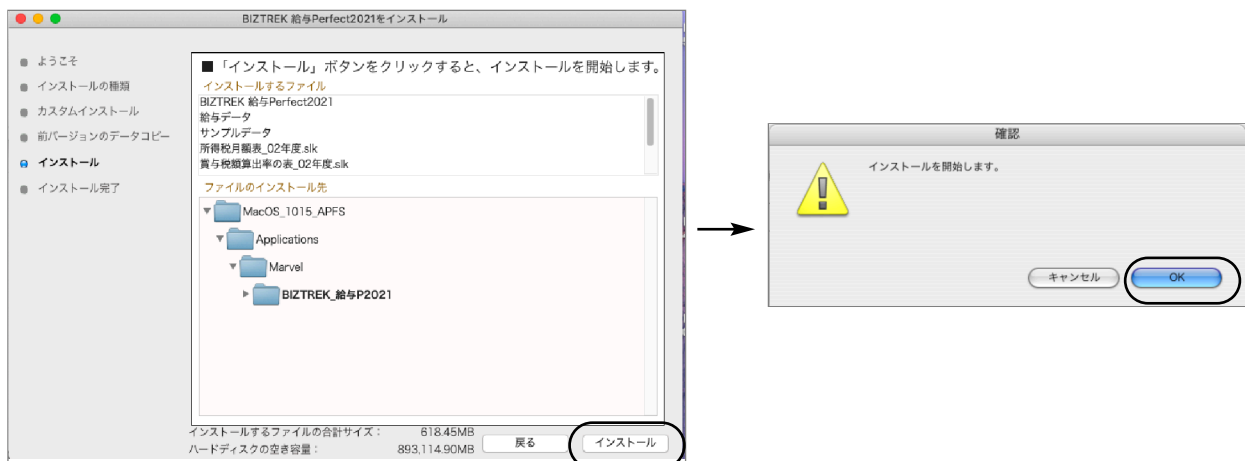 BIZTREK 給与Perfect2021をインストール
ようこそ
インストールの種類
カスタムインストール
前バージョンのデータコピー
インストール
インストール完了
■「インストール」ボタンをクリックすると、インストールを開始します。
インストールするファイル
BIZTREK 給与Perfect2021
給与データ
サンプルデータ
所得税月額表_02年度.slk
賞与税額算出率の表_02年度.slk
ファイルのインストール先
MacOS_1015_APFS
Applications
Marvel
BIZTREK_給与P2021
インストールするファイルの合計サイズ： 618.45MB
ハードディスクの空き容量： 893,114.90MB
戻る
インストール
確認
インストールを開始します。
キャンセル
OK